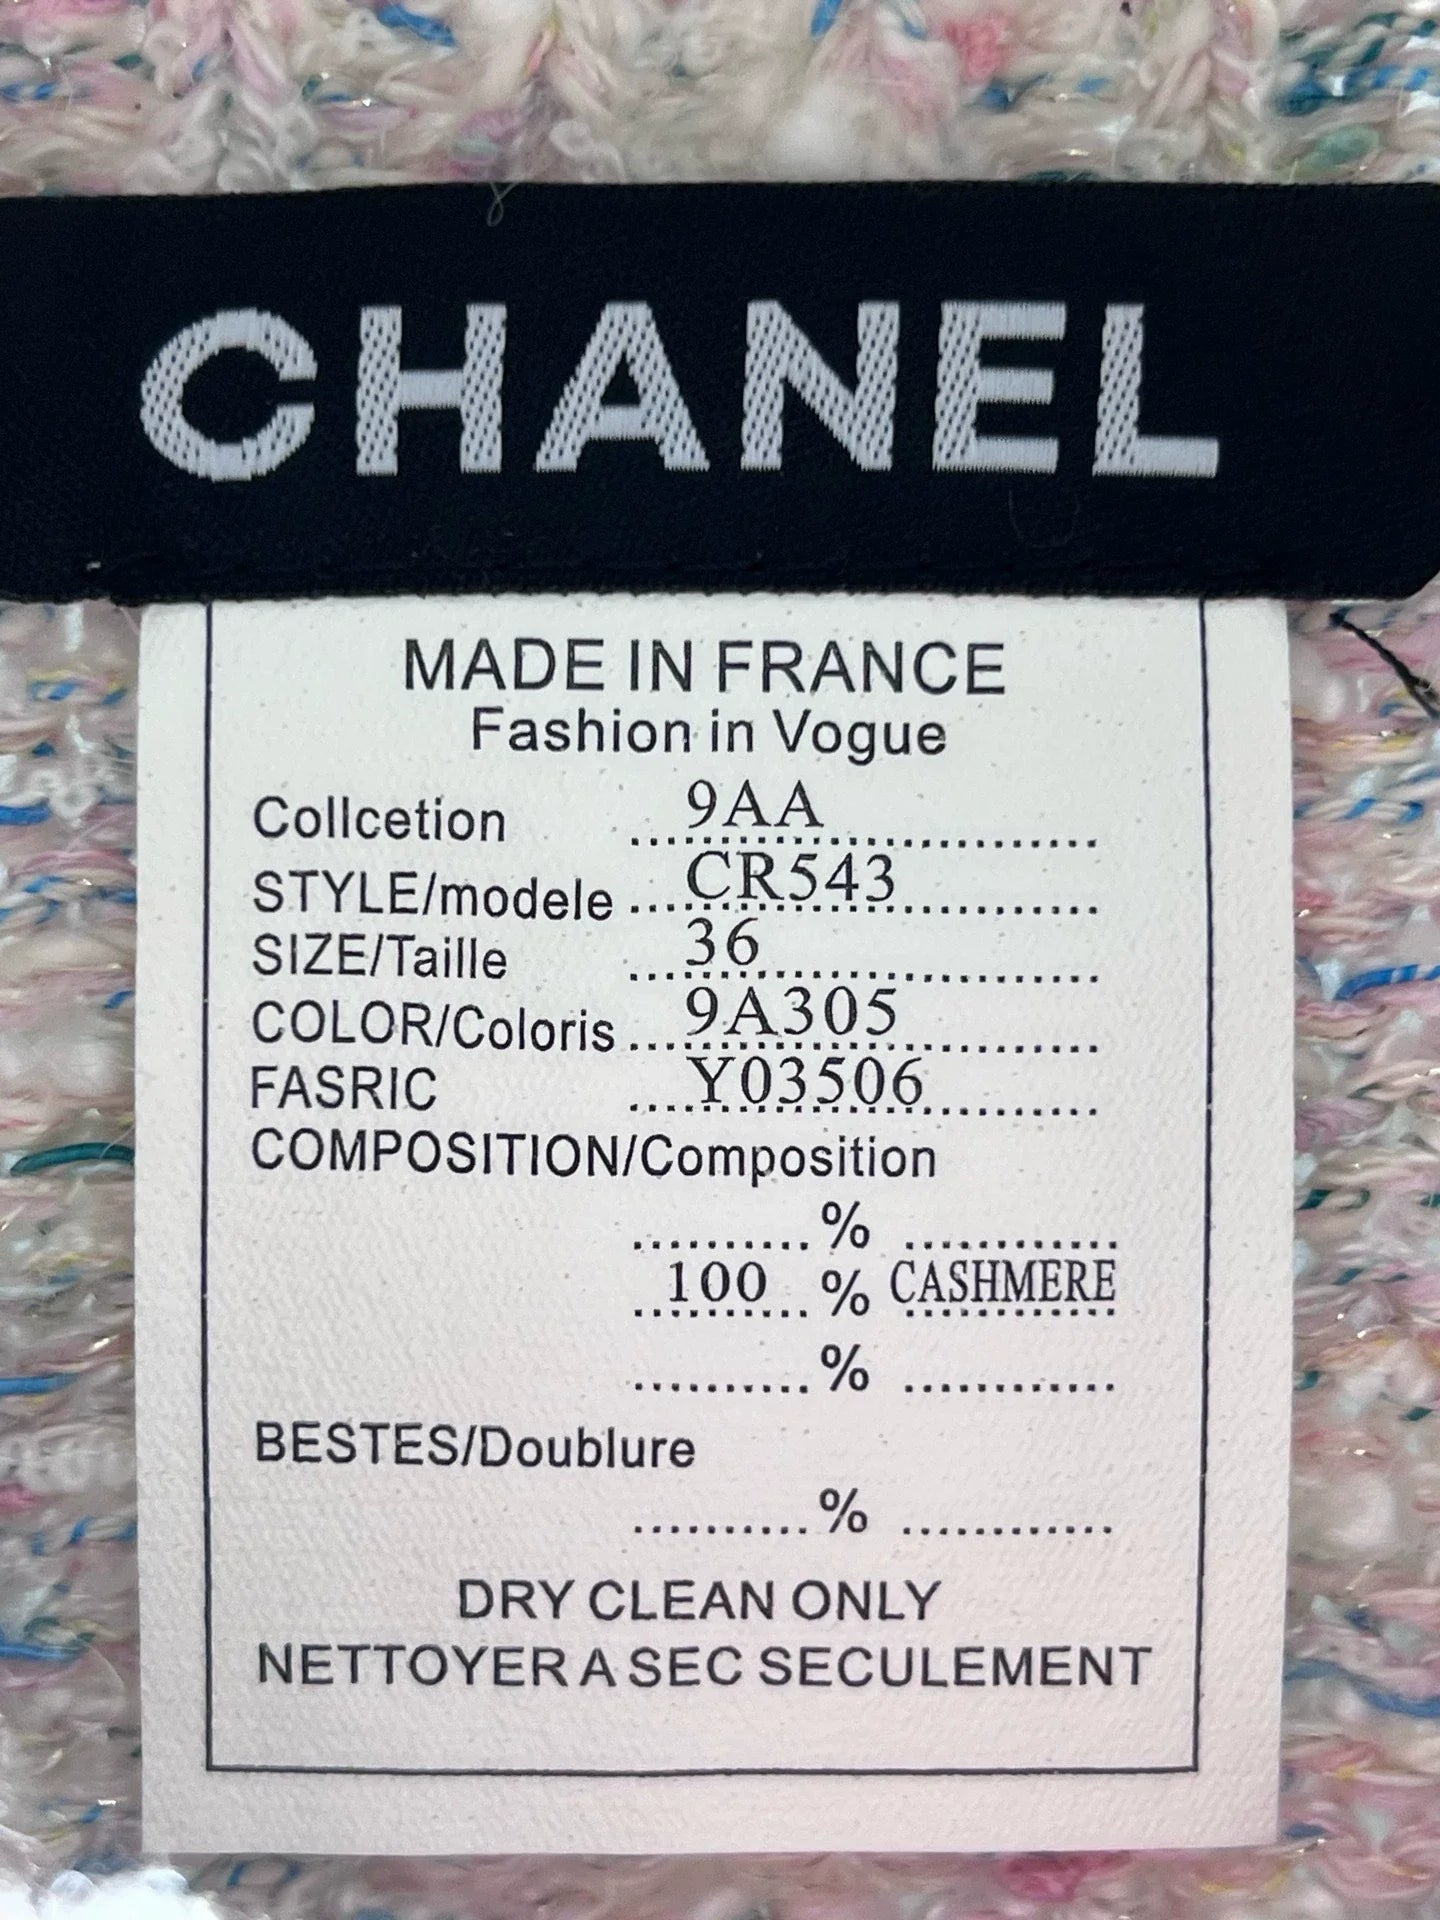 CHANEL
MADE IN FRANCE
Fashion in Vogue
Collcetion 9AA
STYLE/modele CR543
SIZE/Taille 36
COLOR/Coloris 9A305
FASRIC Y03506
COMPOSITION/Composition
%
100 % CASHMERE
%
BESTES/Doublure
%
DRY CLEAN ONLY
NETTOYER A SEC SECULEMENT